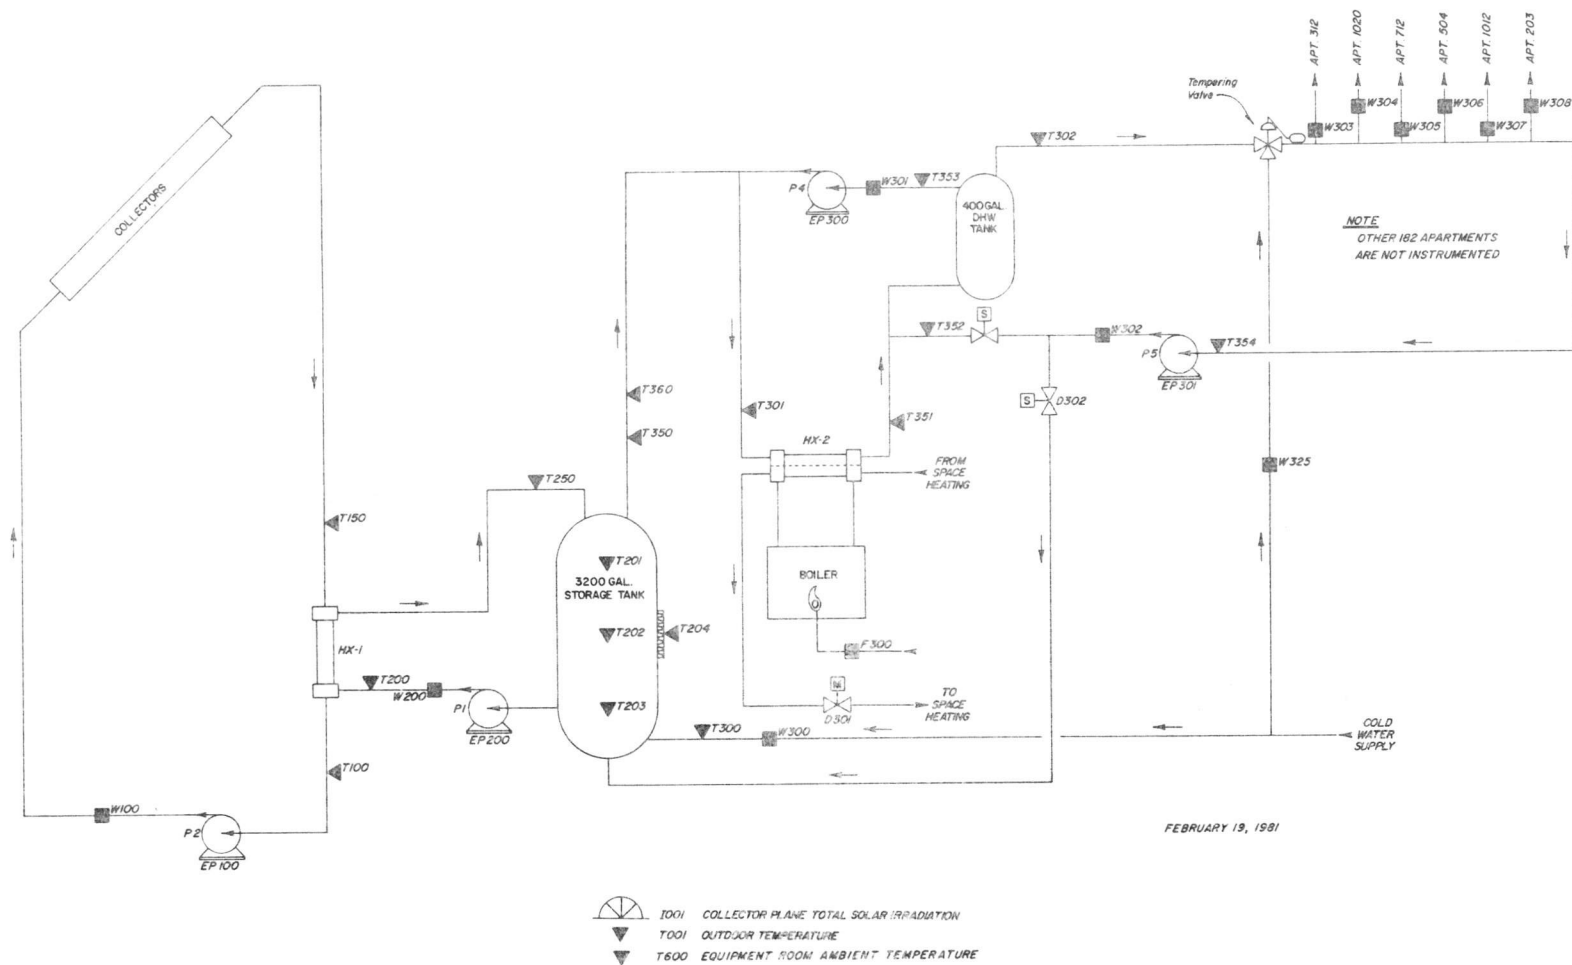 APT. 312
APT. 1020
APT. 712
APT. 504
APT. 1012
APT. 203
Tempering
Valve
W303
W304
W305
W306
W307
W308
T302
P4
W301
T353
EP300
400 GAL.
DHW
TANK
NOTE
OTHER 182 APARTMENTS
ARE NOT INSTRUMENTED
COLLECTORS
S
T352
W302
P5
T354
EP301
T360
T301
T350
T351
S
D302
HX-2
FROM
SPACE
HEATING
W325
T250
T150
T201
3200 GAL.
STORAGE TANK
T202
T204
BOILER
F300
HX-1
T200
W200
P1
EP200
T203
M
D301
TO
SPACE
HEATING
T300
W300
COLD
WATER
SUPPLY
T100
W100
P2
EP100
FEBRUARY 19, 1981
I001 COLLECTOR PLANE TOTAL SOLAR IRRADIATION
T001 OUTDOOR TEMPERATURE
T600 EQUIPMENT ROOM AMBIENT TEMPERATURE